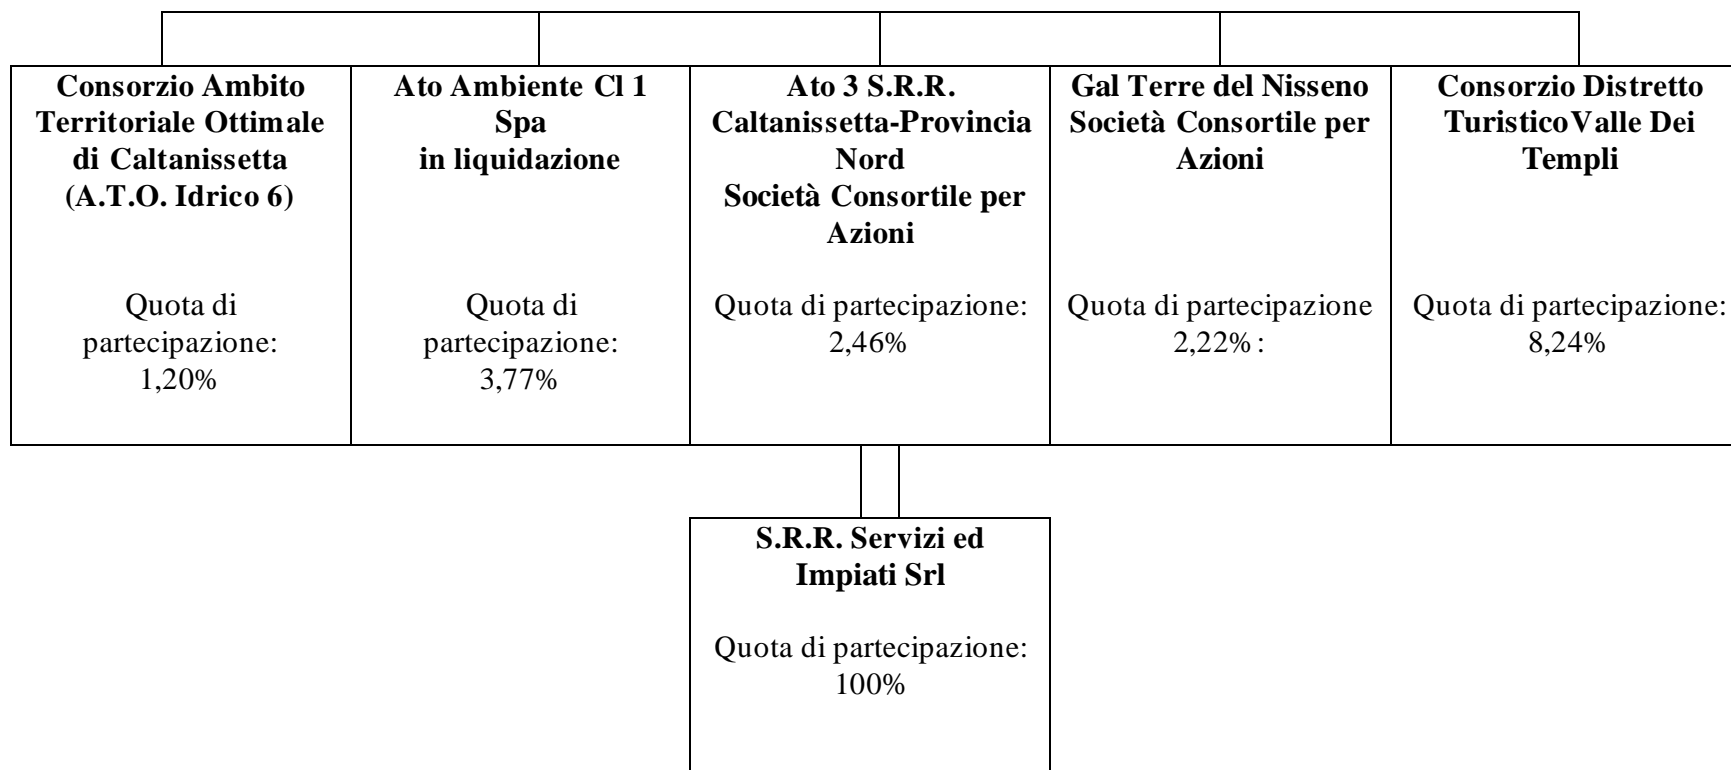 Consorzio Ambito
Territoriale Ottimale
di Caltanissetta
(A.T.O. Idrico 6)
Quota di
partecipazione:
1,20%
Ato Ambiente Cl 1
Spa
in liquidazione
Quota di
partecipazione:
3,77%
Ato 3 S.R.R.
Caltanissetta-Provincia
Nord
Società Consortile per
Azioni
Quota di partecipazione:
2,46%
Gal Terre del Nisseno
Società Consortile per
Azioni
Quota di partecipazione
2,22% :
Consorzio Distretto
Turistico Valle Dei
Templi
Quota di partecipazione:
8,24%
S.R.R. Servizi ed
Impiati Srl
Quota di partecipazione:
100%